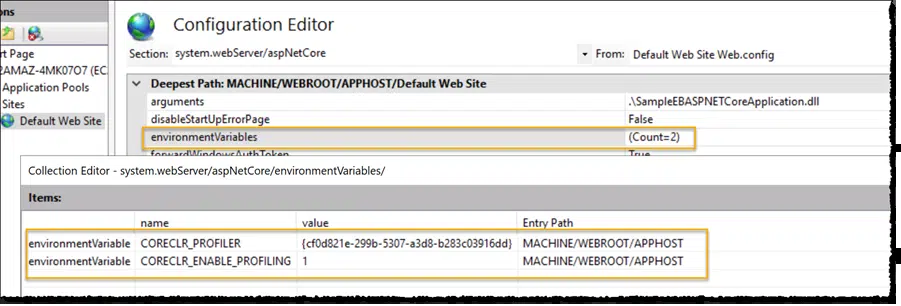 ons
Configuration Editor
Section: system.webServer/aspNetCore From: Default Web Site Web.config
rt Page
2AMAZ-4MK07O7 (EC
Application Pools
Sites
Default Web Site
Deepest Path: MACHINE/WEBROOT/APPHOST/Default Web Site
arguments .\SampleEBASPNETCoreApplication.dll
disableStartUpErrorPage False
environmentVariables (Count=2)
forwardWindowsAuthToken True
Collection Editor - system.webServer/aspNetCore/environmentVariables/
Items:
name value Entry Path
environmentVariable CORECLR_PROFILER {cf0d821e-299b-5307-a3d8-b283c03916dd} MACHINE/WEBROOT/APPHOST
environmentVariable CORECLR_ENABLE_PROFILING 1 MACHINE/WEBROOT/APPHOST